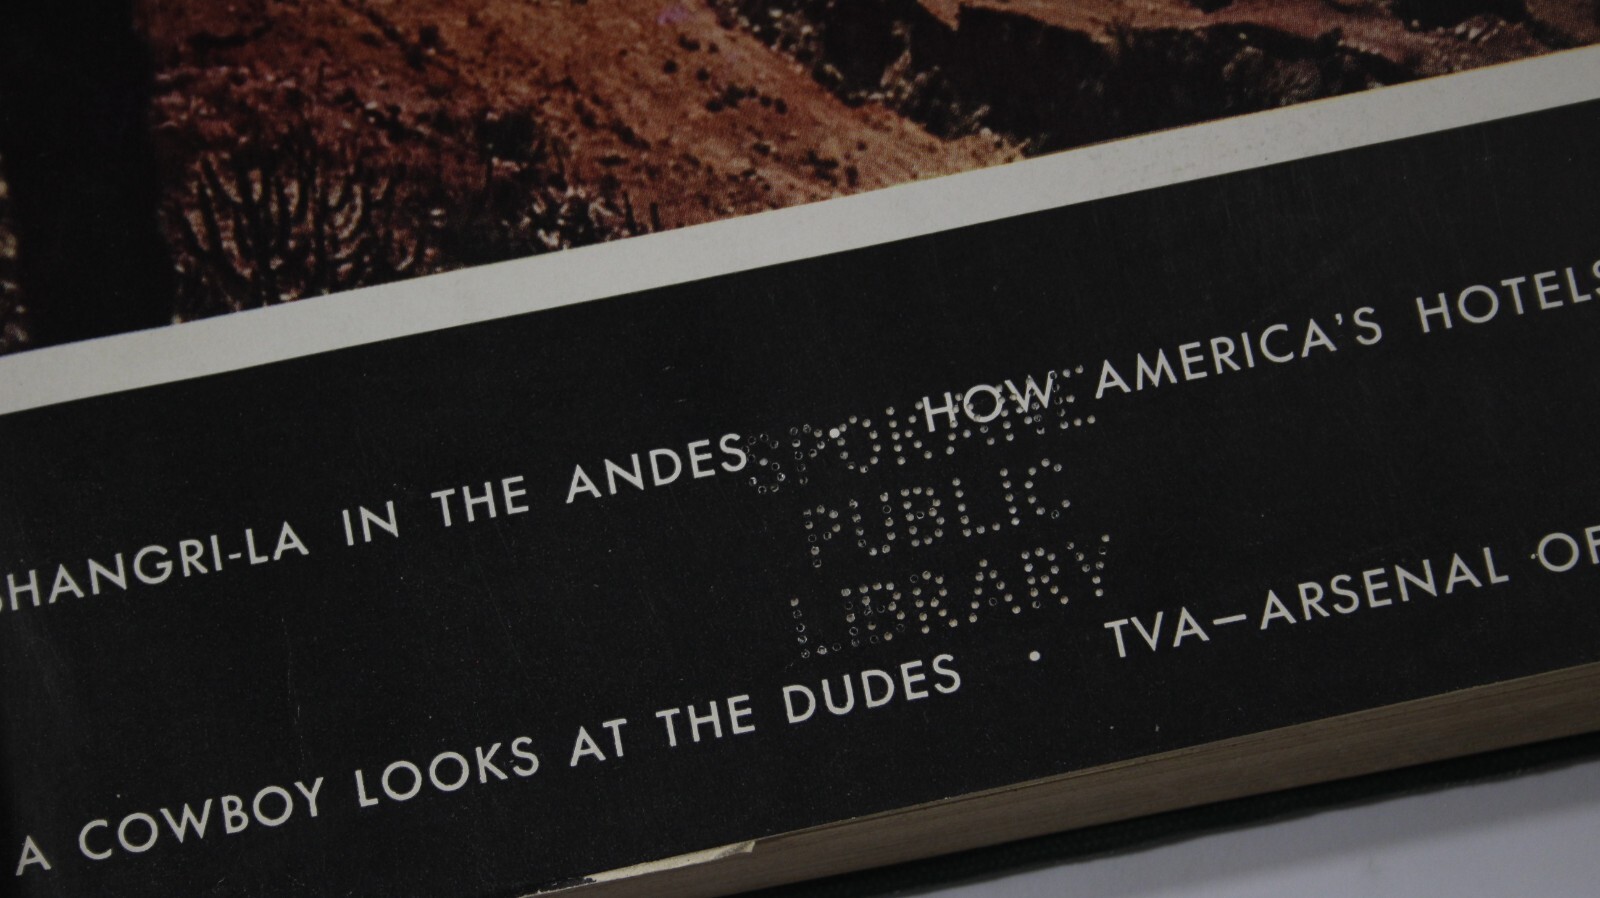 SHANGRI-LA IN THE ANDES • HOW AMERICA'S HOTELS
SPOKANE
PUBLIC
LIBRARY
A COWBOY LOOKS AT THE DUDES • TVA—ARSENAL OF